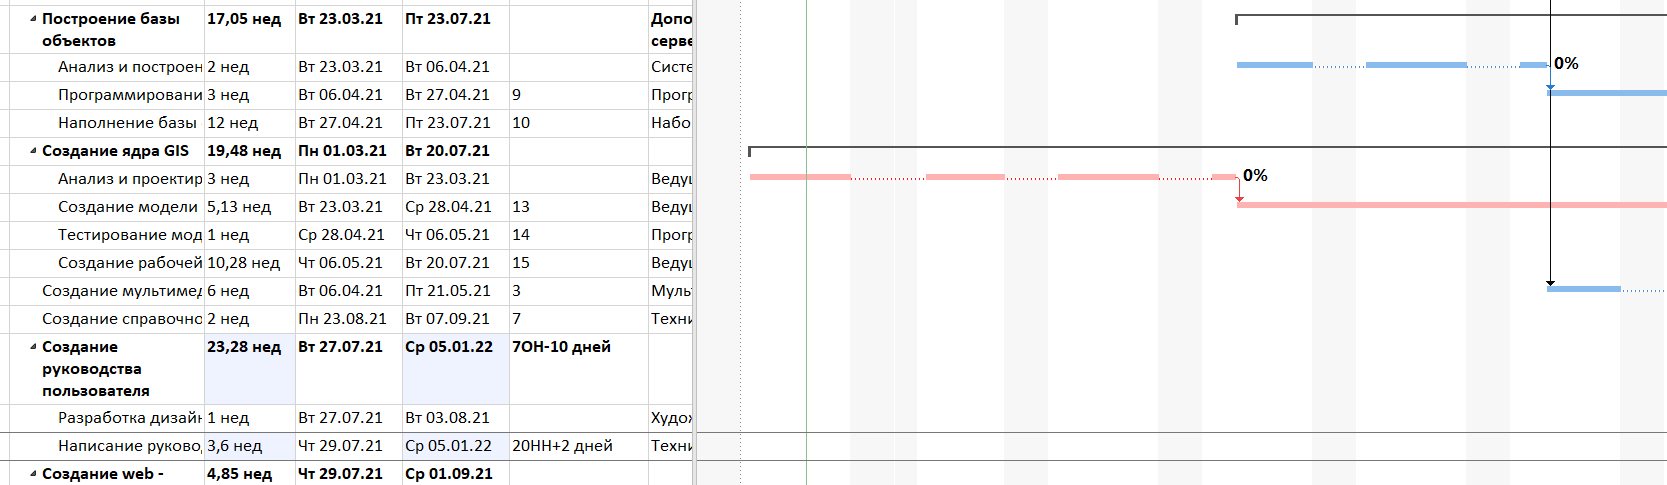 Построение базы объектов 17,05 нед Вт 23.03.21 Пт 23.07.21 Допо серве
Анализ и построен 2 нед Вт 23.03.21 Вт 06.04.21 Систе
Программировани 3 нед Вт 06.04.21 Вт 27.04.21 9 Прогр
Наполнение базы 12 нед Вт 27.04.21 Пт 23.07.21 10 Набо
Создание ядра GIS 19,48 нед Пн 01.03.21 Вт 20.07.21
Анализ и проектир 3 нед Пн 01.03.21 Вт 23.03.21 Ведущ
Создание модели 5,13 нед Вт 23.03.21 Ср 28.04.21 13 Ведущ
Тестирование мод 1 нед Ср 28.04.21 Чт 06.05.21 14 Прогр
Создание рабочей 10,28 нед Чт 06.05.21 Вт 20.07.21 15 Ведущ
Создание мультимед 6 нед Вт 06.04.21 Пт 21.05.21 3 Муль
Создание справочно 2 нед Пн 23.08.21 Вт 07.09.21 7 Техни
Создание руководства пользователя 23,28 нед Вт 27.07.21 Ср 05.01.22 7ОН-10 дней
Разработка дизайн 1 нед Вт 27.07.21 Вт 03.08.21 Худож
Написание руково 3,6 нед Чт 29.07.21 Ср 05.01.22 20НН+2 дней Техни
Создание web - 4,85 нед Чт 29.07.21 Ср 01.09.21
0%
0%